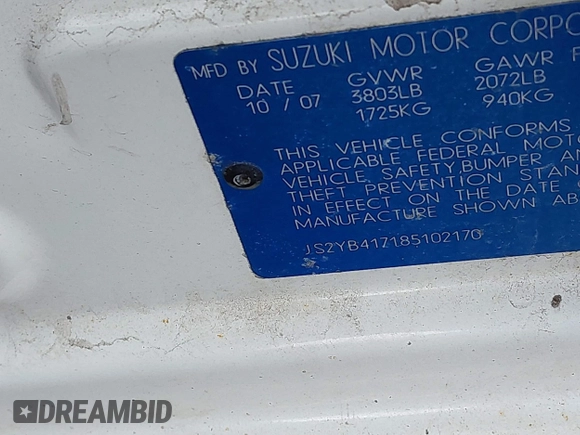 MFD BY SUZUKI MOTOR CORPO
DATE GVWR GAWR F
10 / 07 3803LB 2072LB
1725KG 940KG
THIS VEHICLE CONFORMS
APPLICABLE FEDERAL MOTO
VEHICLE SAFETY,BUMPER AN
THEFT PREVENTION STAN
IN EFFECT ON THE DATE
MANUFACTURE SHOWN AB
JS2YB417185102170
DREAMBID